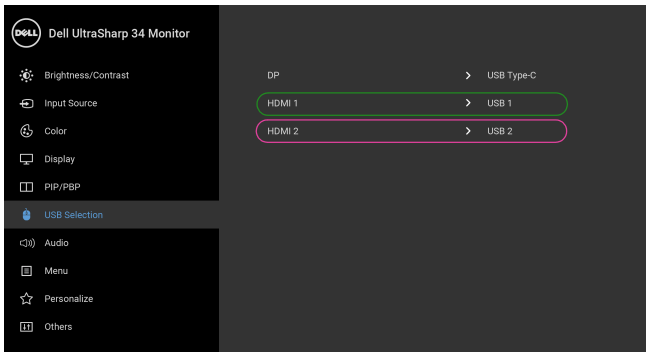 DELL
Dell UltraSharp 34 Monitor
Brightness/Contrast
Input Source
Color
Display
PIP/PBP
USB Selection
Audio
Menu
Personalize
Others
DP > USB Type-C
HDMI 1 > USB 1
HDMI 2 > USB 2